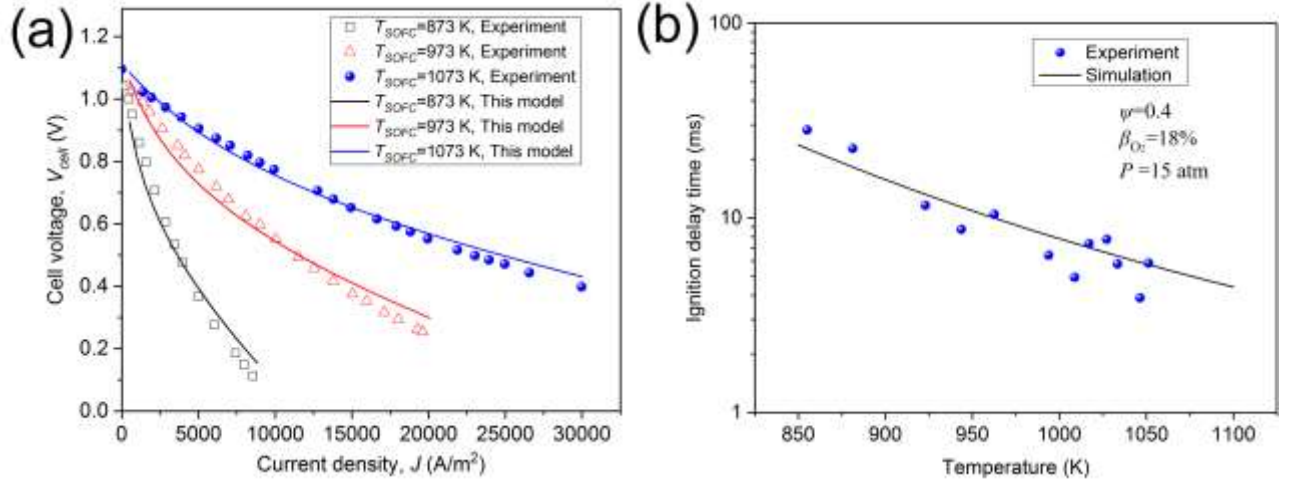 (a)
1.2
1.0
0.8
0.6
0.4
0.2
0.0
Cell voltage, V_cell (V)
T_SOFC=873 K, Experiment
T_SOFC=973 K, Experiment
T_SOFC=1073 K, Experiment
T_SOFC=873 K, This model
T_SOFC=973 K, This model
T_SOFC=1073 K, This model
0 5000 10000 15000 20000 25000 30000
Current density, J (A/m²)
(b)
100
10
1
Ignition delay time (ms)
Experiment
Simulation
ψ=0.4
β_O₂=18%
P =15 atm
850 900 950 1000 1050 1100
Temperature (K)